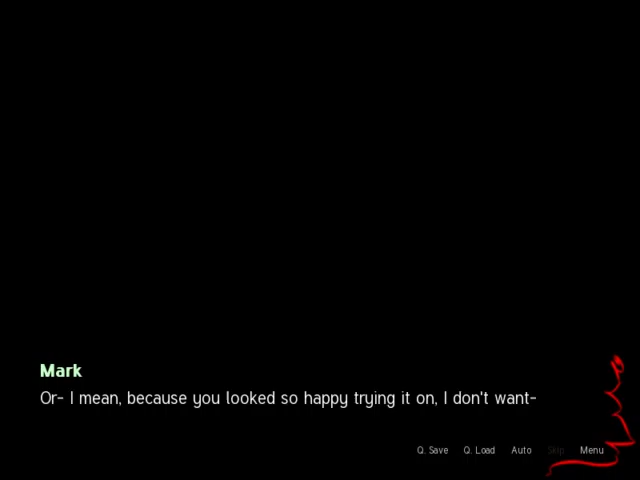 Mark
Or- I mean, because you looked so happy trying it on, I don't want-
Q. Save Q. Load Auto Skip Menu